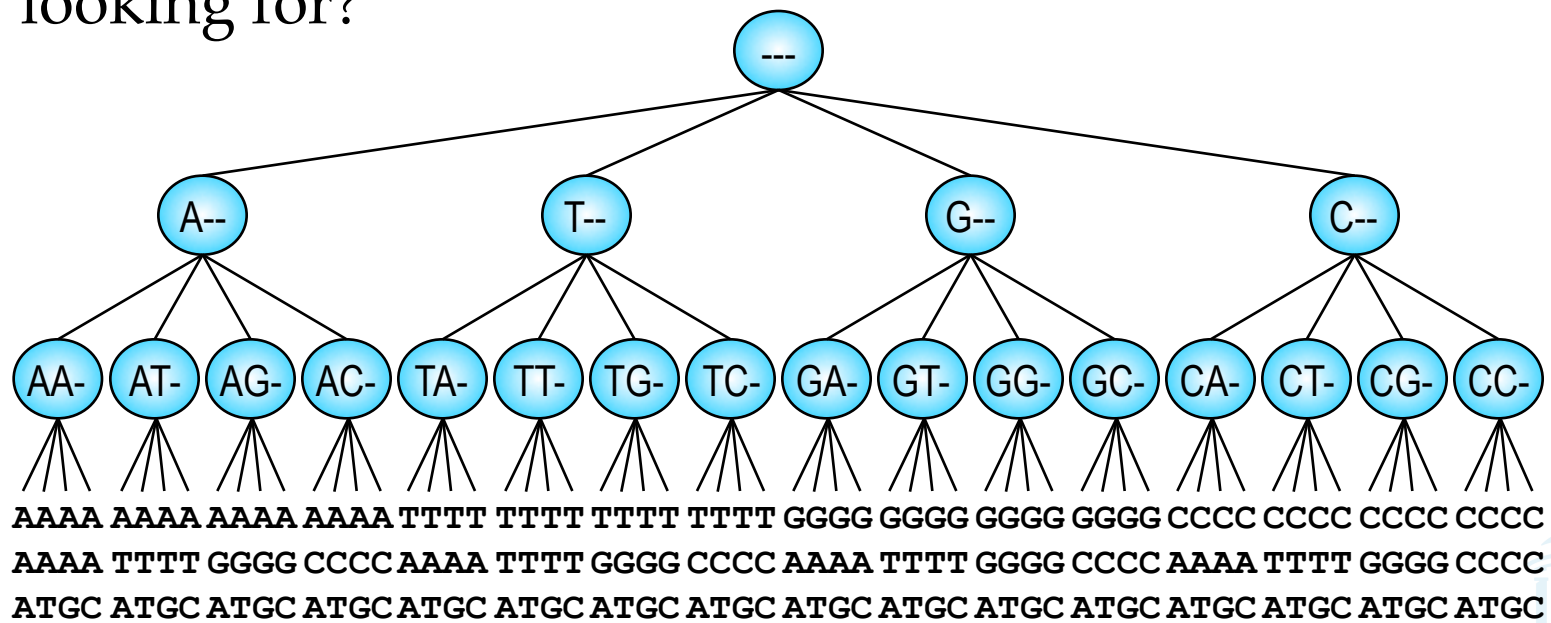 looking for?
---
A-- T-- G-- C--
AA- AT- AG- AC- TA- TT- TG- TC- GA- GT- GG- GC- CA- CT- CG- CC-
AAAA AAAA AAAA AAAA TTTT TTTT TTTT TTTT GGGG GGGG GGGG GGGG CCCC CCCC CCCC CCCC
AAAA TTTT GGGG CCCC AAAA TTTT GGGG CCCC AAAA TTTT GGGG CCCC AAAA TTTT GGGG CCCC
ATGC ATGC ATGC ATGC ATGC ATGC ATGC ATGC ATGC ATGC ATGC ATGC ATGC ATGC ATGC ATGC